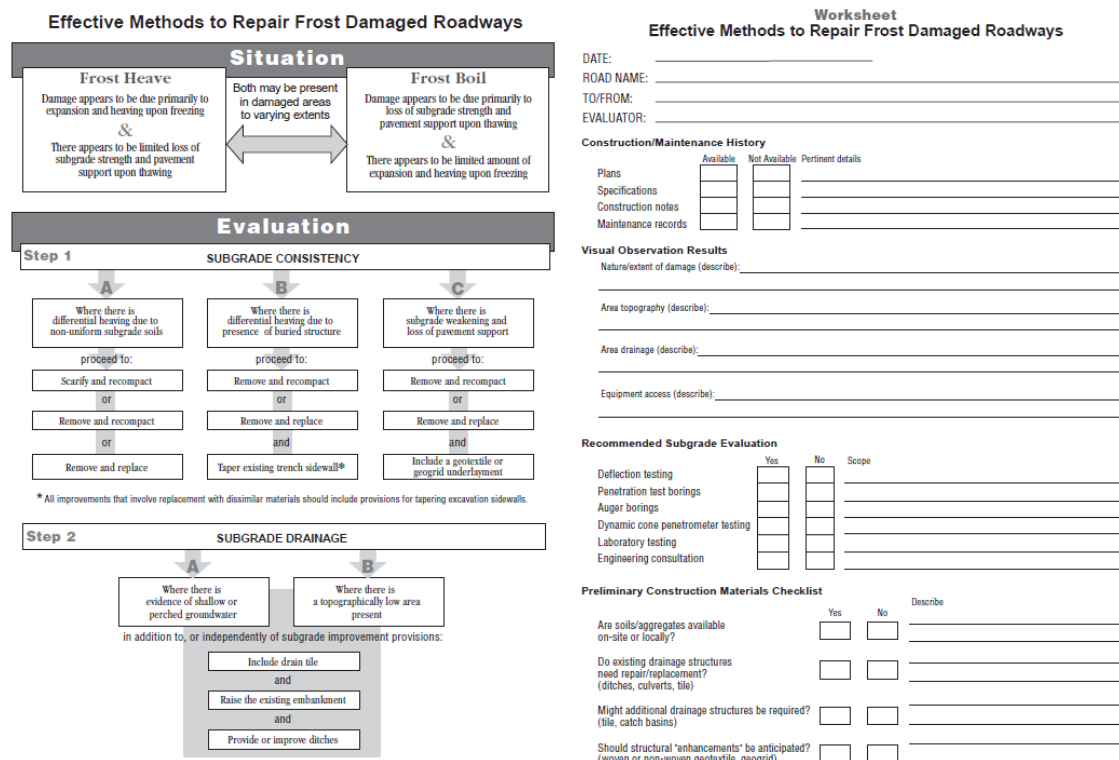 Effective Methods to Repair Frost Damaged Roadways
Situation
Frost Heave
Damage appears to be due primarily to
expansion and heaving upon freezing
&
There appears to be limited loss of
subgrade strength and pavement
support upon thawing
Both may be present
in damaged areas
to varying extents
Frost Boil
Damage appears to be due primarily to
loss of subgrade strength and
pavement support upon thawing
&
There appears to be limited amount of
expansion and heaving upon freezing
Evaluation
Step 1
SUBGRADE CONSISTENCY
A
Where there is
differential heaving due to
non-uniform subgrade soils
proceed to:
Scarify and recompact
or
Remove and recompact
or
Remove and replace
B
Where there is
differential heaving due to
presence of buried structure
proceed to:
Remove and recompact
or
Remove and replace
and
Taper existing trench sidewall*
C
Where there is
subgrade weakening and
loss of pavement support
proceed to:
Remove and recompact
or
Remove and replace
and
Include a geotextile or
geogrid underlayment
* All improvements that involve replacement with dissimilar materials should include provisions for tapering excavation sidewalls.
Step 2
SUBGRADE DRAINAGE
A
Where there is
evidence of shallow or
perched groundwater
B
Where there is
a topographically low area
present
in addition to, or independently of subgrade improvement provisions:
Include drain tile
and
Raise the existing embankment
and
Provide or improve ditches
Worksheet
Effective Methods to Repair Frost Damaged Roadways
DATE:
ROAD NAME:
TO/FROM:
EVALUATOR:
Construction/Maintenance History
Available Not Available Pertinent details
Plans
Specifications
Construction notes
Maintenance records
Visual Observation Results
Nature/extent of damage (describe):
Area topography (describe):
Area drainage (describe):
Equipment access (describe):
Recommended Subgrade Evaluation
Yes No Scope
Deflection testing
Penetration test borings
Auger borings
Dynamic cone penetrometer testing
Laboratory testing
Engineering consultation
Preliminary Construction Materials Checklist
Yes No Describe
Are soils/aggregates available
on-site or locally?
Do existing drainage structures
need repair/replacement?
(ditches, culverts, tile)
Might additional drainage structures be required?
(tile, catch basins)
Should structural "enhancements" be anticipated?
(woven or non-woven geotextile, geogrid)